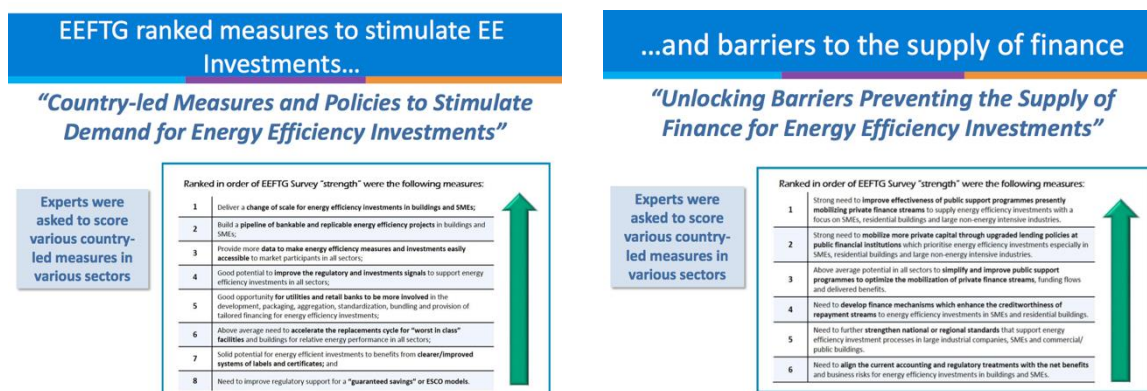 EEFTG ranked measures to stimulate EE
Investments…
“Country-led Measures and Policies to Stimulate
Demand for Energy Efficiency Investments”
Experts were
asked to score
various country-
led measures in
various sectors
Ranked in order of EEFTG Survey “strength” were the following measures:
1 Deliver a change of scale for energy efficiency investments in buildings and SMEs;
2 Build a pipeline of bankable and replicable energy efficiency projects in buildings and
SMEs;
3 Provide more data to make energy efficiency measures and investments easily
accessible to market participants in all sectors;
4 Good potential to improve the regulatory and investments signals to support energy
efficiency investments in all sectors;
5 Good opportunity for utilities and retail banks to be more involved in the
development, packaging, aggregation, standardization, bundling and provision of
tailored financing for energy efficiency investments;
6 Above average need to accelerate the replacements cycle for “worst in class”
facilities and buildings for relative energy performance in all sectors;
7 Solid potential for energy efficient investments to benefits from clearer/improved
systems of labels and certificates; and
8 Need to improve regulatory support for a “guaranteed savings” or ESCO models.
…and barriers to the supply of finance
“Unlocking Barriers Preventing the Supply of
Finance for Energy Efficiency Investments”
Experts were
asked to score
various country-
led measures in
various sectors
Ranked in order of EEFTG Survey “strength” were the following measures:
1 Strong need to improve effectiveness of public support programmes presently
mobilizing private finance streams to supply energy efficiency investments with a
focus on SMEs, residential buildings and large non-energy intensive industries.
2 Strong need to mobilize more private capital through upgraded lending policies at
public financial institutions which prioritise energy efficiency investments especially in
SMEs, residential buildings and large non-energy intensive industries.
3 Above average potential in all sectors to simplify and improve public support
programmes to optimize the mobilization of private finance streams, funding flows
and delivered benefits.
4 Need to develop finance mechanisms which enhance the creditworthiness of
repayment streams to energy efficiency investments in SMEs and residential buildings.
5 Need to further strengthen national or regional standards that support energy
efficiency investment processes in large industrial companies, SMEs and commercial/
public buildings.
6 Need to align the current accounting and regulatory treatments with the net benefits
and business risks for energy efficiency investments in buildings and SMEs.